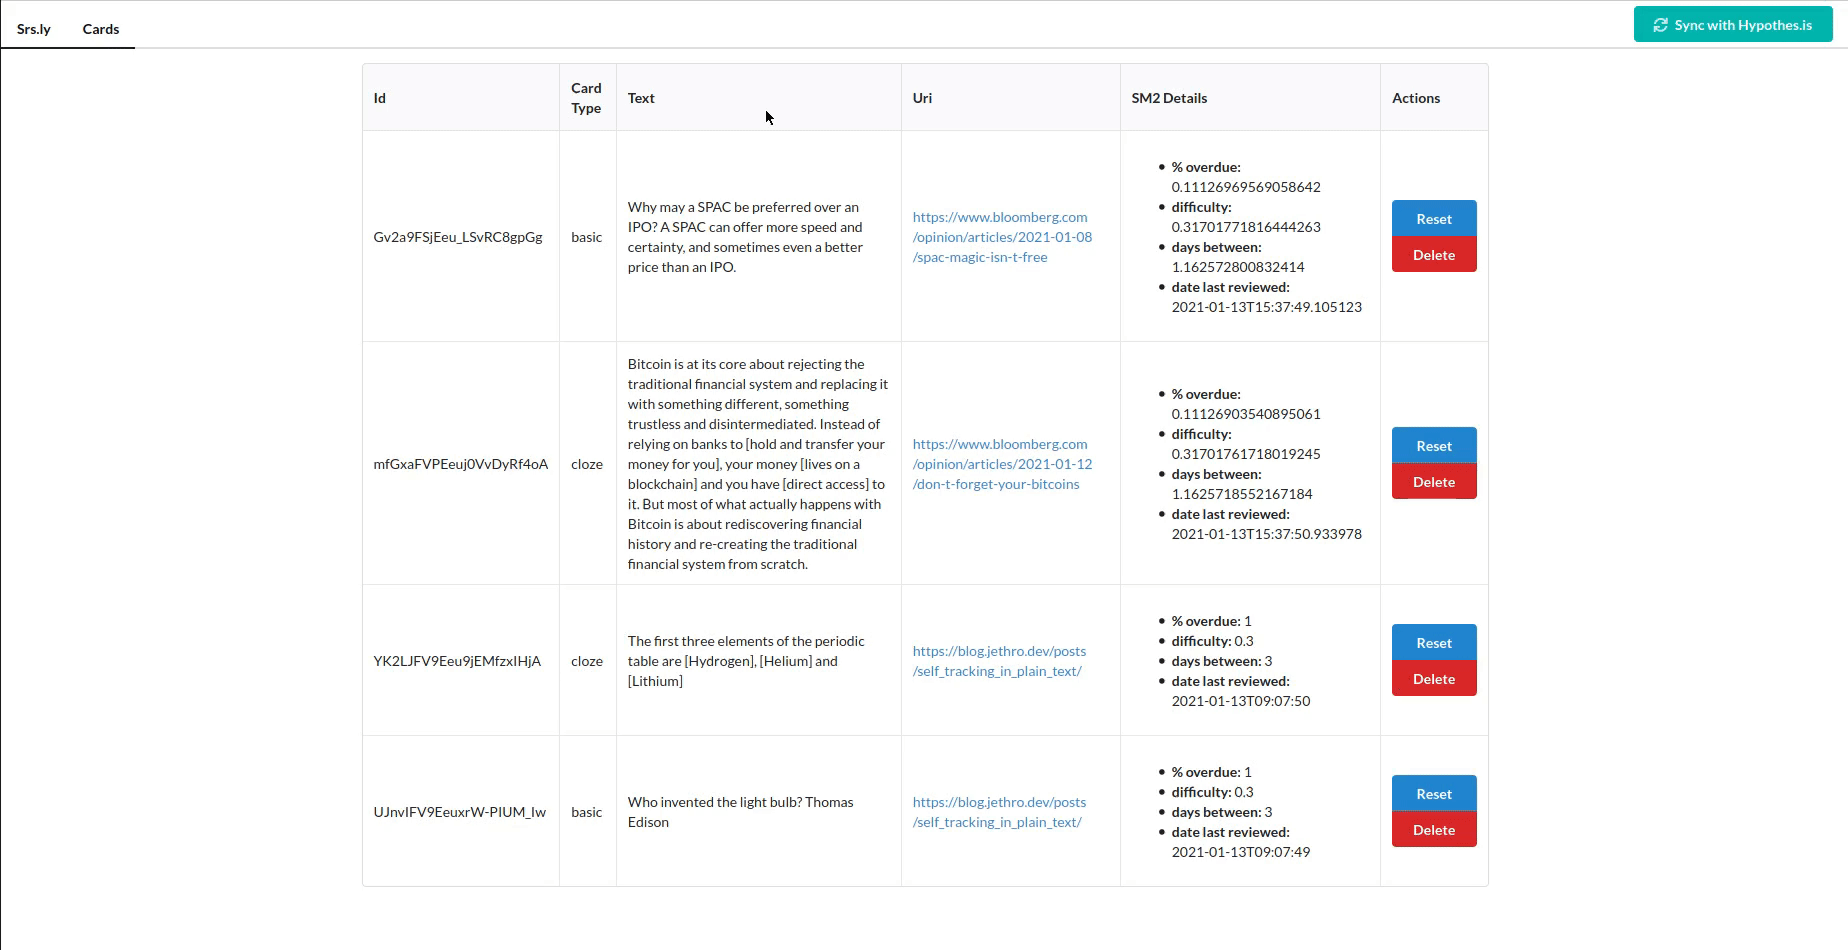 Srs.ly
Cards
Sync with Hypothes.is
Id
Card
Type
Text
Uri
SM2 Details
Actions
Gv2a9FSjEeu_LSvRC8gpGg
basic
Why may a SPAC be preferred over an
IPO? A SPAC can offer more speed and
certainty, and sometimes even a better
price than an IPO.
https://www.bloomberg.com
/opinion/articles/2021-01-08
/spac-magic-isn-t-free
• % overdue:
0.11126969569058642
• difficulty:
0.31701771816444263
• days between:
1.162572800832414
• date last reviewed:
2021-01-13T15:37:49.105123
Reset
Delete
mfGxaFVPEeuj0VvDyRf4oA
cloze
Bitcoin is at its core about rejecting the
traditional financial system and replacing it
with something different, something
trustless and disintermediated. Instead of
relying on banks to [hold and transfer your
money for you], your money [lives on a
blockchain] and you have [direct access] to
it. But most of what actually happens with
Bitcoin is about rediscovering financial
history and re-creating the traditional
financial system from scratch.
https://www.bloomberg.com
/opinion/articles/2021-01-12
/don-t-forget-your-bitcoins
• % overdue:
0.11126903540895061
• difficulty:
0.31701761718019245
• days between:
1.1625718552167184
• date last reviewed:
2021-01-13T15:37:50.933978
Reset
Delete
YK2LJFV9Eeu9jEMfzxIHjA
cloze
The first three elements of the periodic
table are [Hydrogen], [Helium] and
[Lithium]
https://blog.jethro.dev/posts
/self_tracking_in_plain_text/
• % overdue: 1
• difficulty: 0.3
• days between: 3
• date last reviewed:
2021-01-13T09:07:50
Reset
Delete
UJnvIFV9EeuxrW-PIUM_Iw
basic
Who invented the light bulb? Thomas
Edison
https://blog.jethro.dev/posts
/self_tracking_in_plain_text/
• % overdue: 1
• difficulty: 0.3
• days between: 3
• date last reviewed:
2021-01-13T09:07:49
Reset
Delete